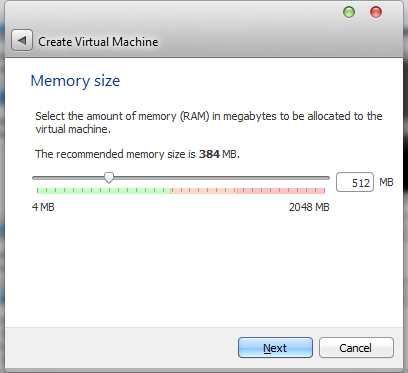 Create Virtual Machine
Memory size
Select the amount of memory (RAM) in megabytes to be allocated to the
virtual machine.
The recommended memory size is 384 MB.
512 MB
4 MB 2048 MB
Next Cancel